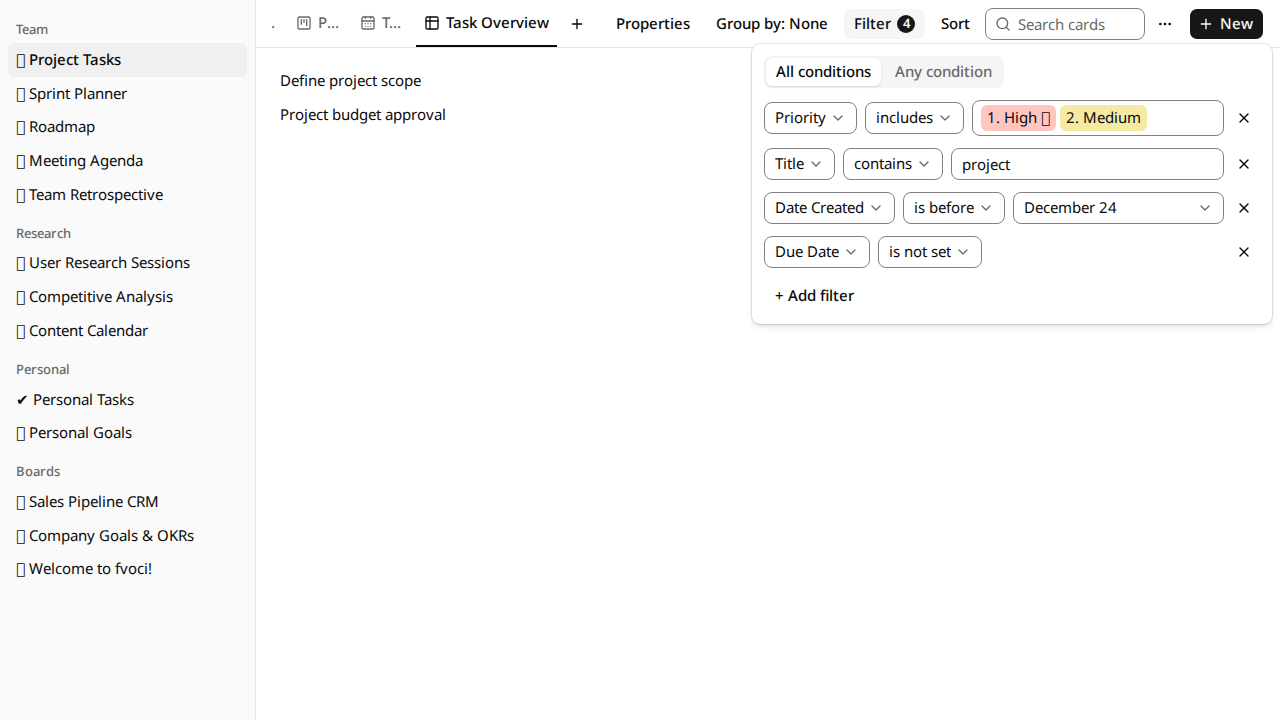 Team
Project Tasks
Sprint Planner
Roadmap
Meeting Agenda
Team Retrospective
Research
User Research Sessions
Competitive Analysis
Content Calendar
Personal
✔ Personal Tasks
Personal Goals
Boards
Sales Pipeline CRM
Company Goals & OKRs
Welcome to fvoci!
. P... T... Task Overview Properties Group by: None Filter 4 Sort Search cards New
Define project scope
Project budget approval
All conditions Any condition
Priority includes 1. High 2. Medium
Title contains project
Date Created is before December 24
Due Date is not set
+ Add filter